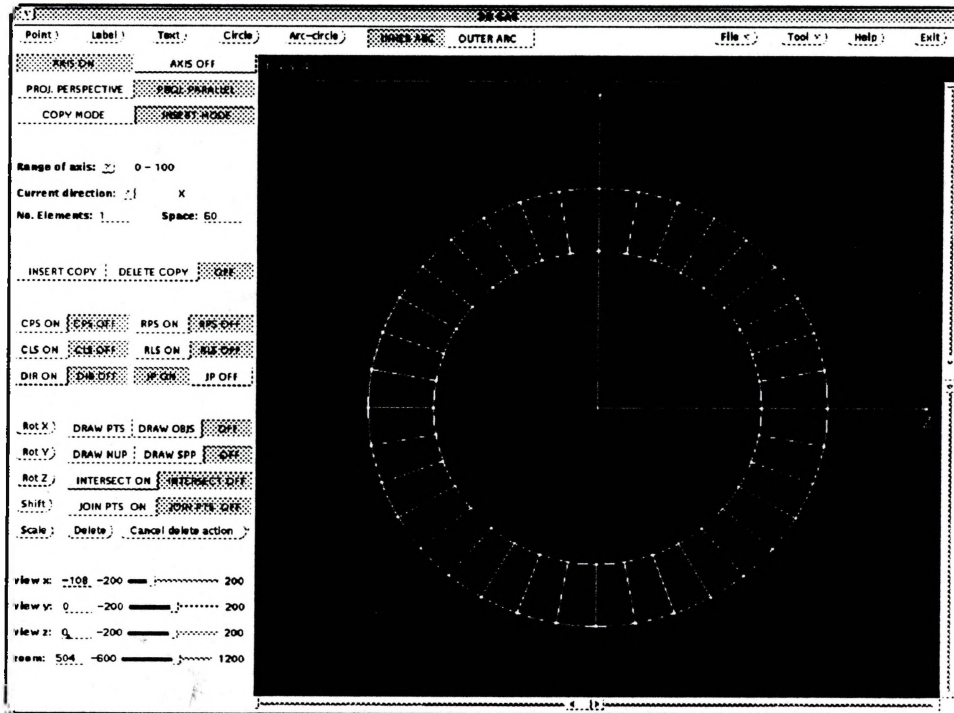 3D CAE
Point Label Text Circle Arc-circle INNER ARC OUTER ARC File Tool Help Exit
AXIS ON AXIS OFF
PROJ. PERSPECTIVE PROJ. PARALLEL
COPY MODE INSERT MODE
Range of axis: 0 - 100
Current direction: X
No. Elements: 1 Space: 60
INSERT COPY DELETE COPY OFF
CPS ON CPS OFF RPS ON RPS OFF
CLS ON CLS OFF RLS ON RLS OFF
DIR ON DIR OFF JP ON JP OFF
Rot X DRAW PTS DRAW OBJS OFF
Rot Y DRAW NUP DRAW SPP OFF
Rot Z INTERSECT ON INTERSECT OFF
Shift JOIN PTS ON JOIN PTS OFF
Scale Delete Cancel delete action
view x: -108 -200 200
view y: 0 -200 200
view z: 0 -200 200
zoom: 504 -600 1200